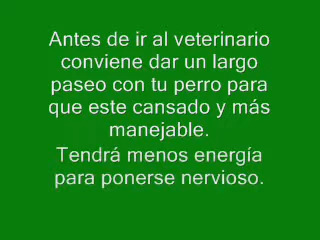 Antes de ir al veterinario
conviene dar un largo
paseo con tu perro para
que este cansado y más
manejable.
Tendrá menos energía
para ponerse nervioso.